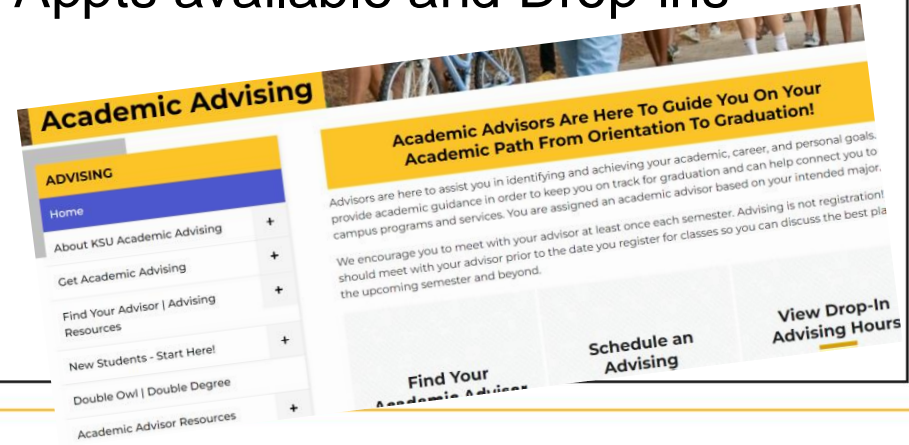 Appts available and Drop-ins
Academic Advising
ADVISING
Home
About KSU Academic Advising +
Get Academic Advising +
Find Your Advisor | Advising +
Resources
New Students - Start Here! +
Double Owl | Double Degree
Academic Advisor Resources +
Academic Advisors Are Here To Guide You On Your
Academic Path From Orientation To Graduation!
Advisors are here to assist you in identifying and achieving your academic, career, and personal goals.
provide academic guidance in order to keep you on track for graduation and can help connect you to
campus programs and services. You are assigned an academic advisor based on your intended major.
We encourage you to meet with your advisor at least once each semester. Advising is not registration!
should meet with your advisor prior to the date you register for classes so you can discuss the best pla
the upcoming semester and beyond.
Find Your
Academic Advisor
Schedule an
Advising
View Drop-In
Advising Hours